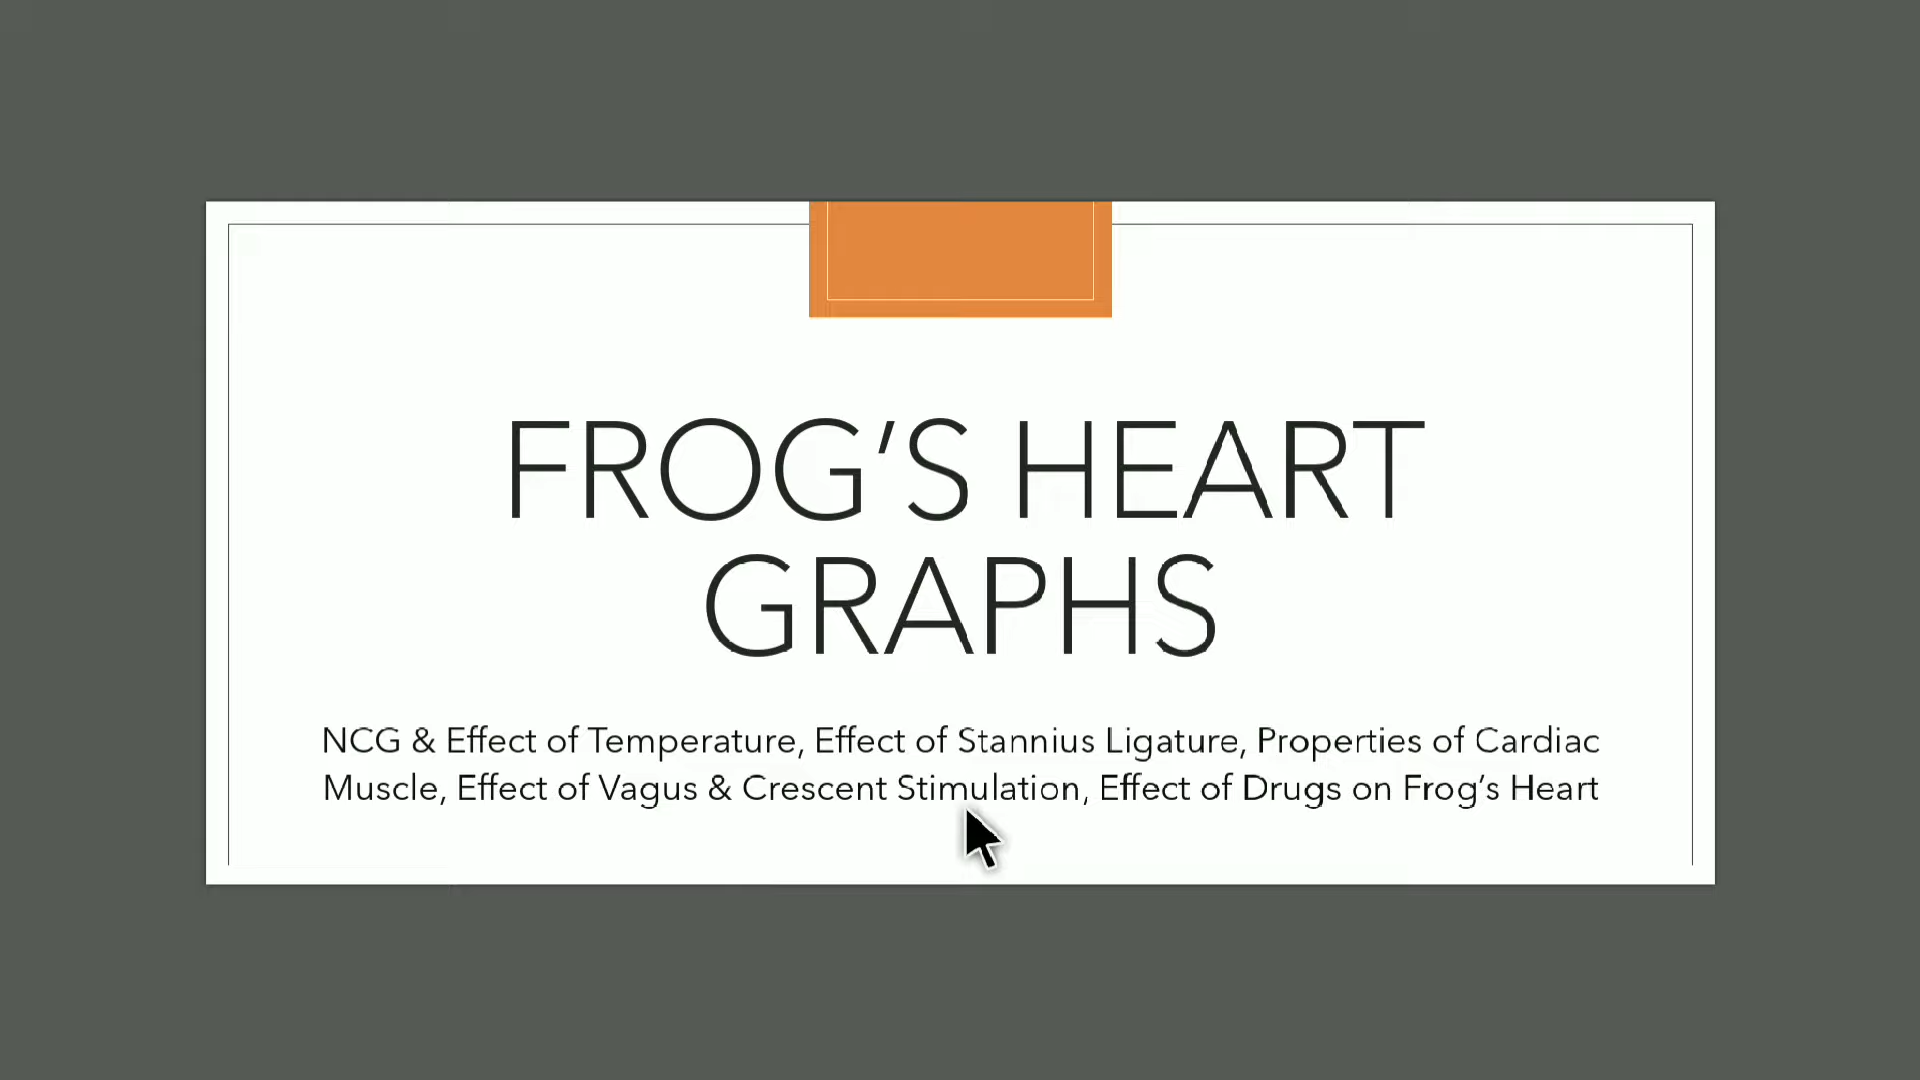 FROG’S HEART
GRAPHS
NCG & Effect of Temperature, Effect of Stannius Ligature, Properties of Cardiac
Muscle, Effect of Vagus & Crescent Stimulation, Effect of Drugs on Frog’s Heart